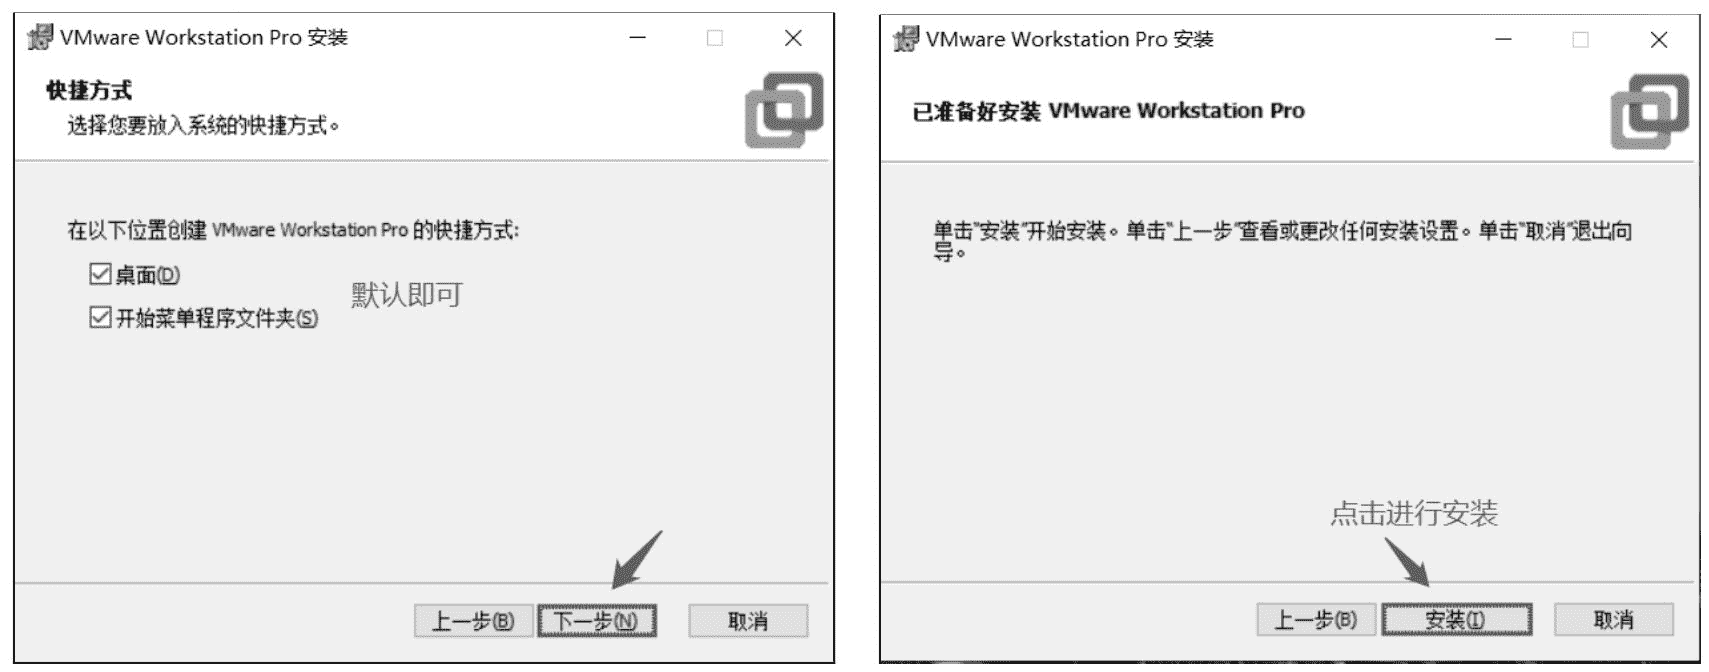 VMware Workstation Pro 安装
快捷方式
选择您要放入系统的快捷方式。
在以下位置创建 VMware Workstation Pro 的快捷方式:
桌面(D)
默认即可
开始菜单程序文件夹(S)
上一步(B)
下一步(N)
取消
VMware Workstation Pro 安装
已准备好安装 VMware Workstation Pro
单击"安装"开始安装。单击"上一步"查看或更改任何安装设置。单击"取消"退出向
导。
点击进行安装
上一步(B)
安装(I)
取消